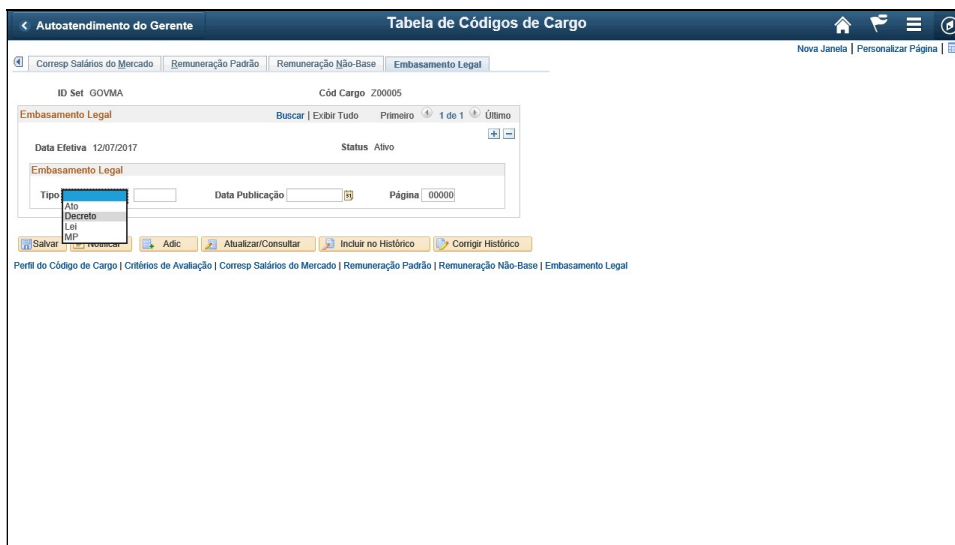 Autoatendimento do Gerente Tabela de Códigos de Cargo
Nova Janela | Personalizar Página |
Corresp Salários do Mercado Remuneração Padrão Remuneração Não-Base Embasamento Legal
ID Set GOVMA Cód Cargo Z00005
Embasamento Legal Buscar | Exibir Tudo Primeiro 1 de 1 Último
Data Efetiva 12/07/2017 Status Ativo
Embasamento Legal
Tipo Data Publicação Página 00000
Ato
Decreto
Lei
MP
Salvar Notificar Adic Atualizar/Consultar Incluir no Histórico Corrigir Histórico
Perfil do Código de Cargo | Critérios de Avaliação | Corresp Salários do Mercado | Remuneração Padrão | Remuneração Não-Base | Embasamento Legal